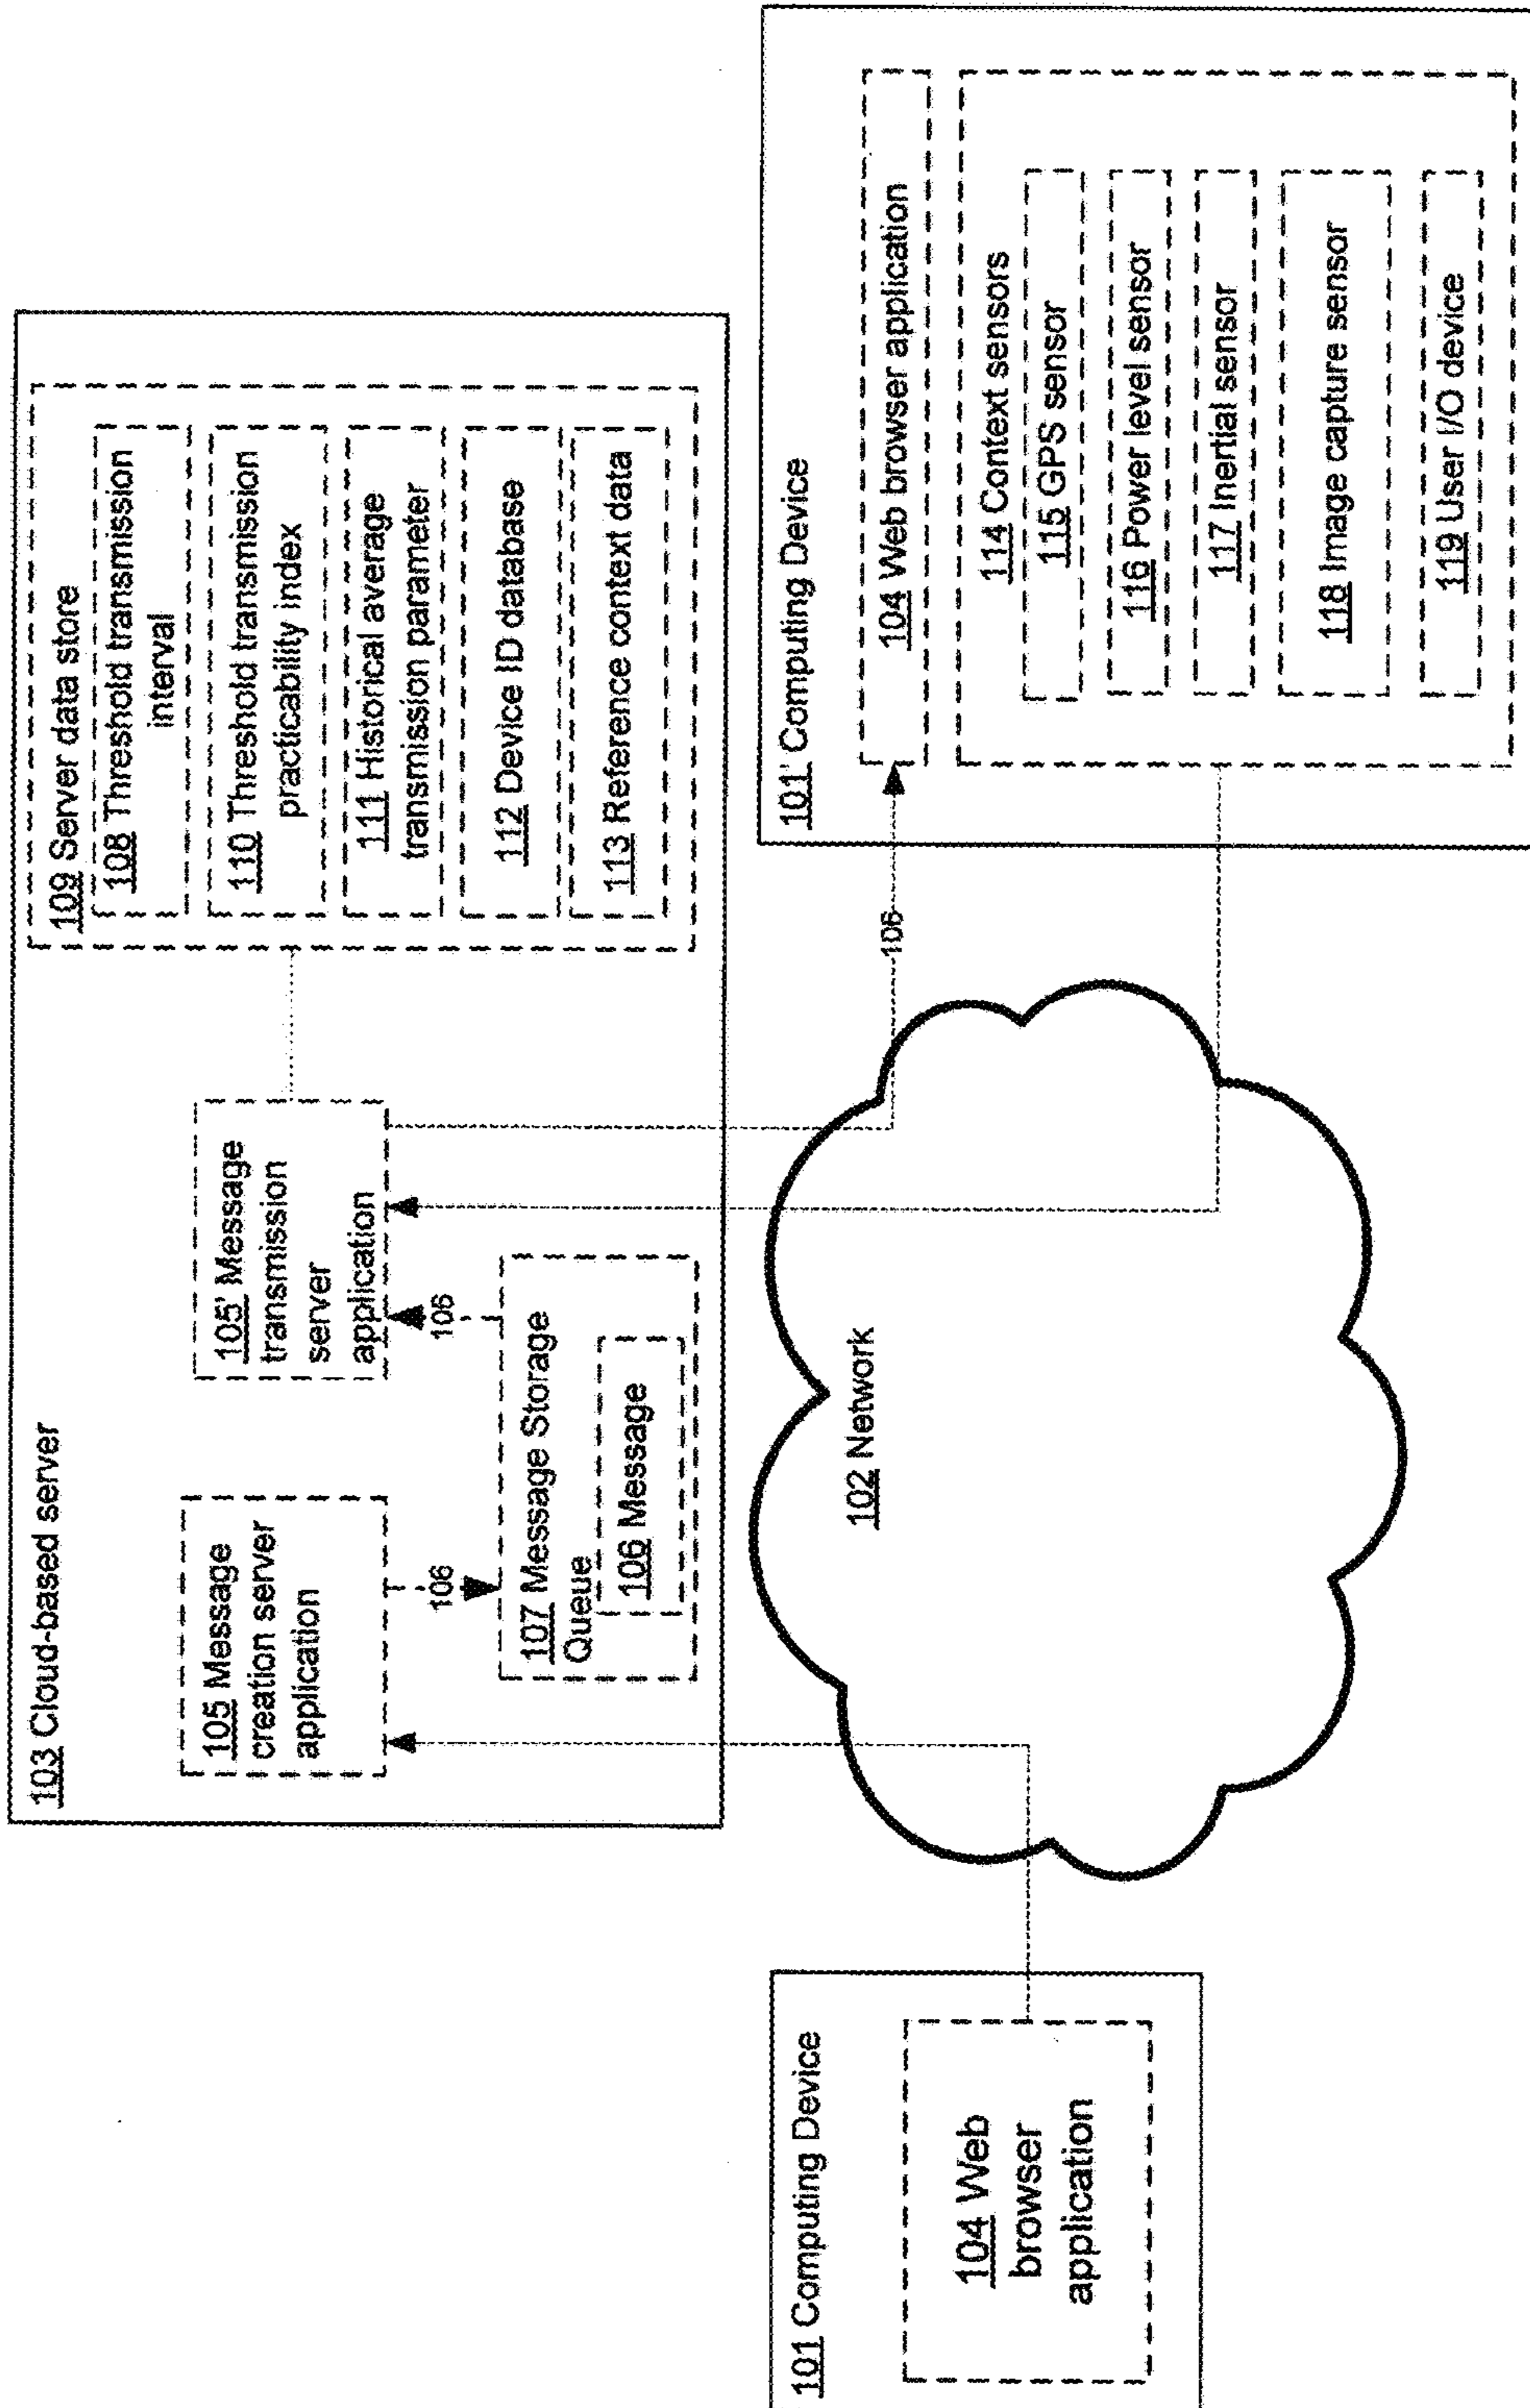 103 Cloud-based server
105 Message
creation server
application
106
107 Message Storage
Queue
106 Message
106
105' Message
transmission
server
application
109 Server data store
108 Threshold transmission
interval
110 Threshold transmission
practicability index
111 Historical average
transmission parameter
112 Device ID database
113 Reference context data
101 Computing Device
104 Web
browser
application
102 Network
106
101' Computing Device
104 Web browser application
114 Context sensors
115 GPS sensor
116 Power level sensor
117 Inertial sensor
118 Image capture sensor
119 User I/O device